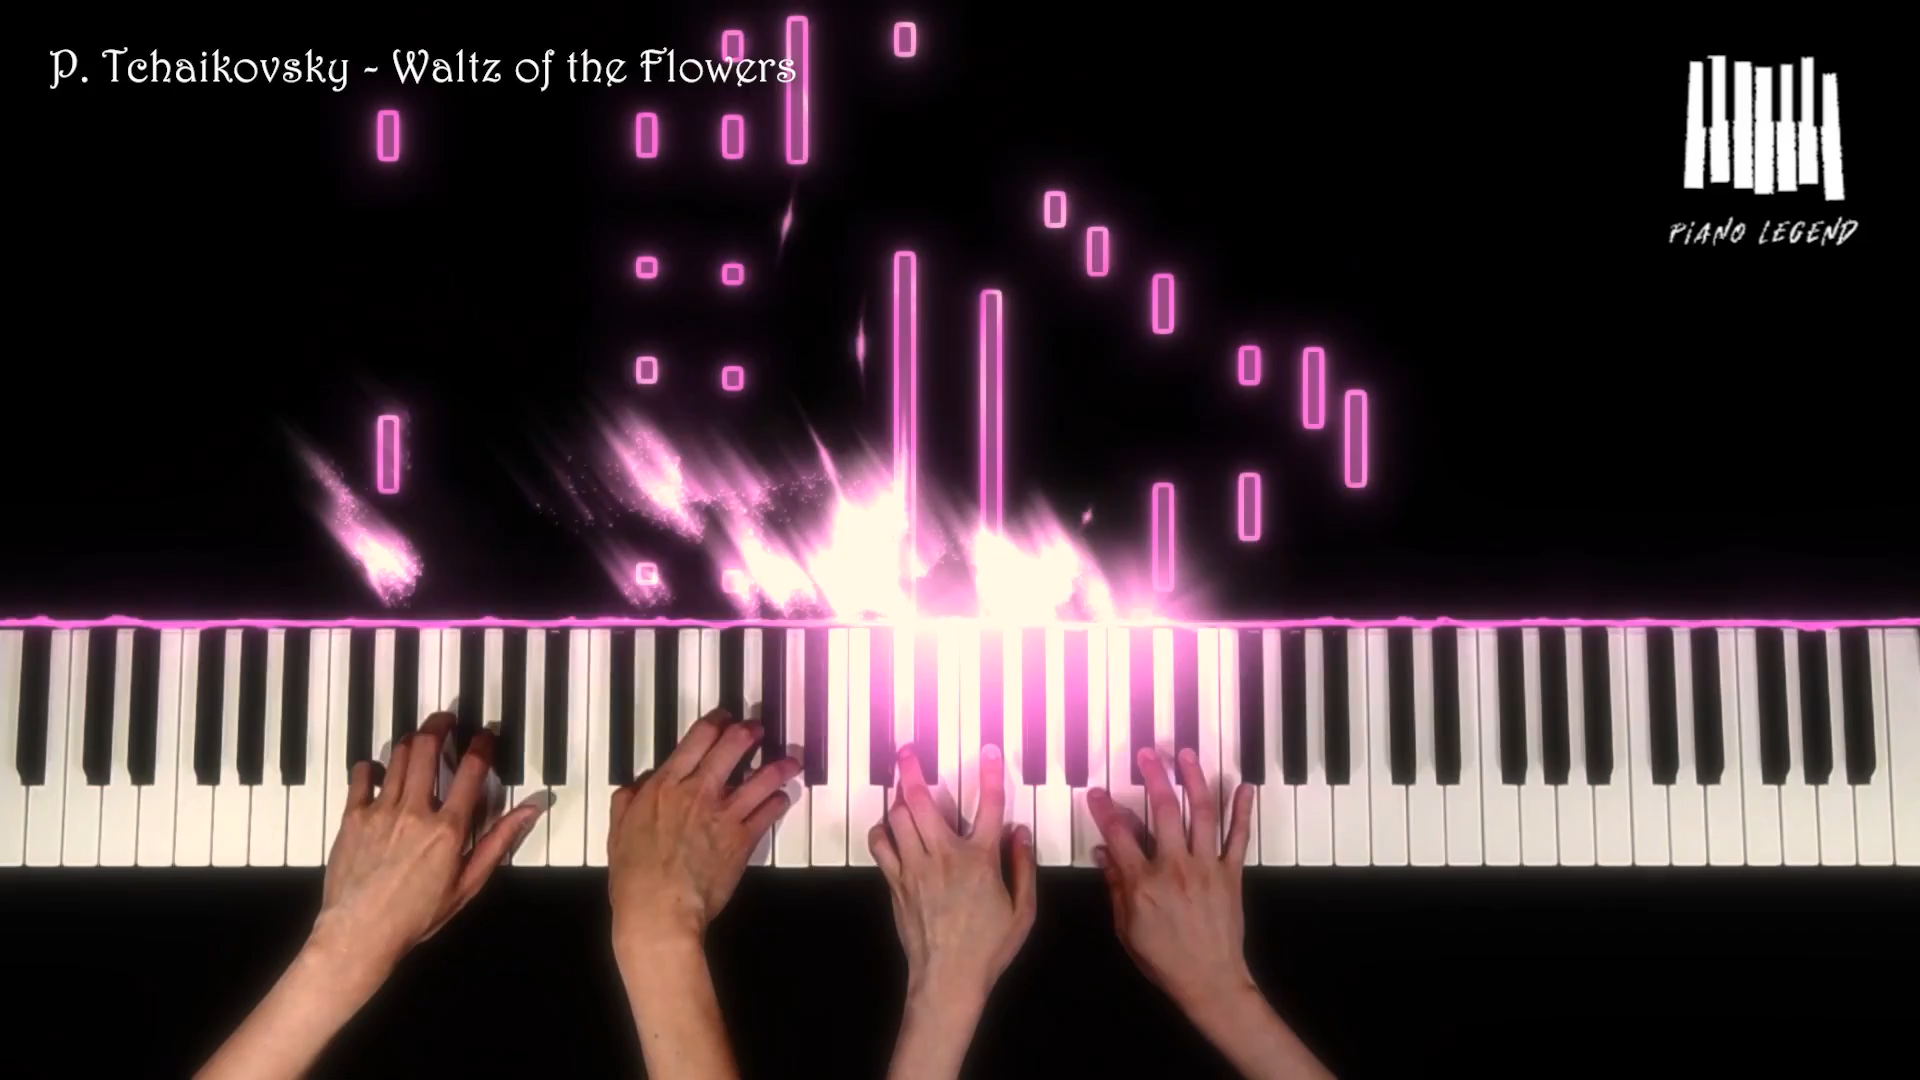 P. Tchaikovsky - Waltz of the Flowers
PIANO LEGEND